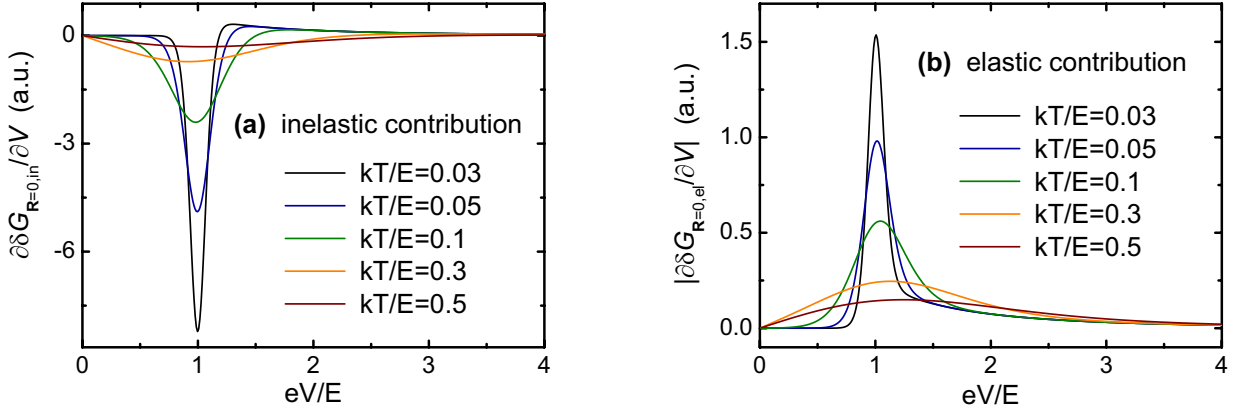 0
-3
-6
∂δG_{R=0,in}/∂V (a.u.)
(a) inelastic contribution
kT/E=0.03
kT/E=0.05
kT/E=0.1
kT/E=0.3
kT/E=0.5
0 1 2 3 4
eV/E
1.5
1.0
0.5
0.0
|∂δG_{R=0,el}/∂V| (a.u.)
(b) elastic contribution
kT/E=0.03
kT/E=0.05
kT/E=0.1
kT/E=0.3
kT/E=0.5
0 1 2 3 4
eV/E